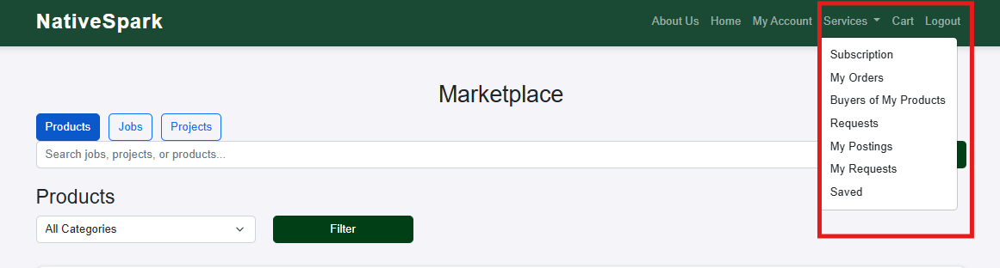 NativeSpark
About Us Home My Account Services Cart Logout
Subscription
My Orders
Buyers of My Products
Requests
My Postings
My Requests
Saved
Marketplace
Products Jobs Projects
Search jobs, projects, or products...
Products
All Categories Filter